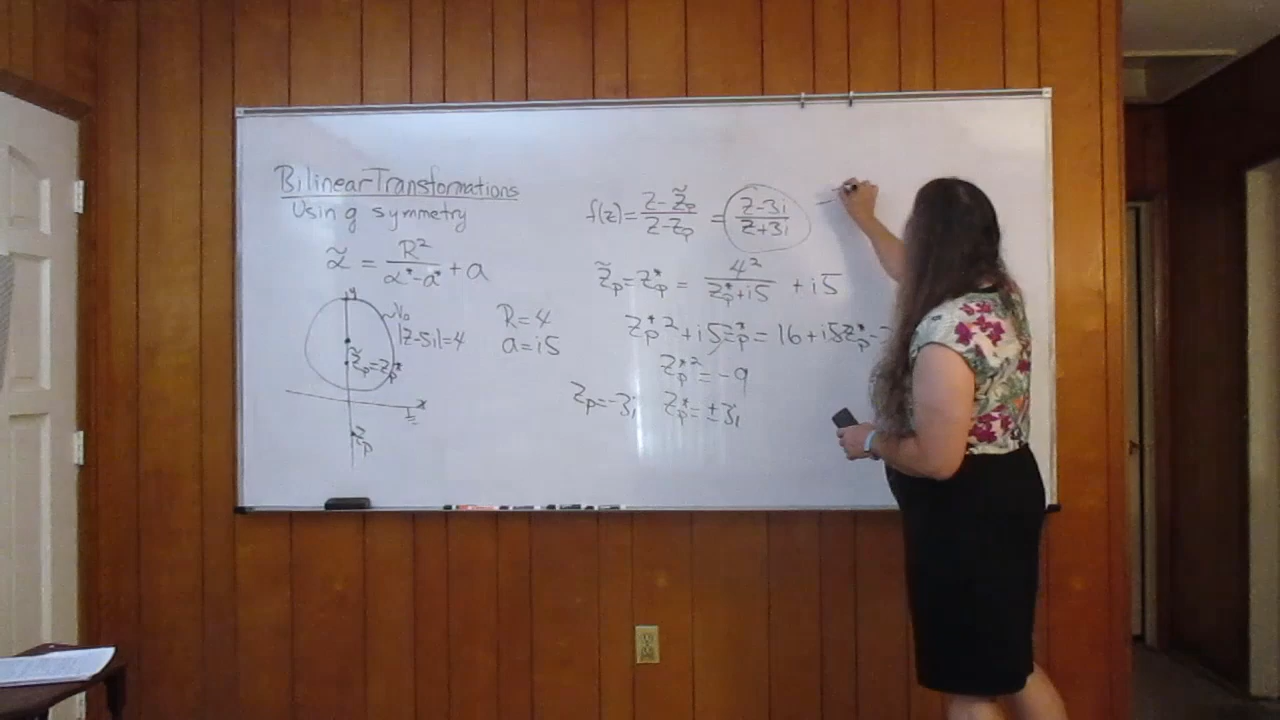 Bilinear Transformations
Using symmetry
α̃ = R² / (α* - a*) + a
y
V₀
|z-5i|=4
z̃ₚ=zₚ*
x
zₚ
R=4
a=i5
f(z)= (z-z̃ₚ)/(z-zₚ) = (z-3i)/(z+3i)
z̃ₚ=zₚ* = 4²/(zₚ*+i5) + i5
zₚ*²+i5zₚ*=16+i5zₚ*-
zₚ*²=-9
zₚ=-3i zₚ*=±3i